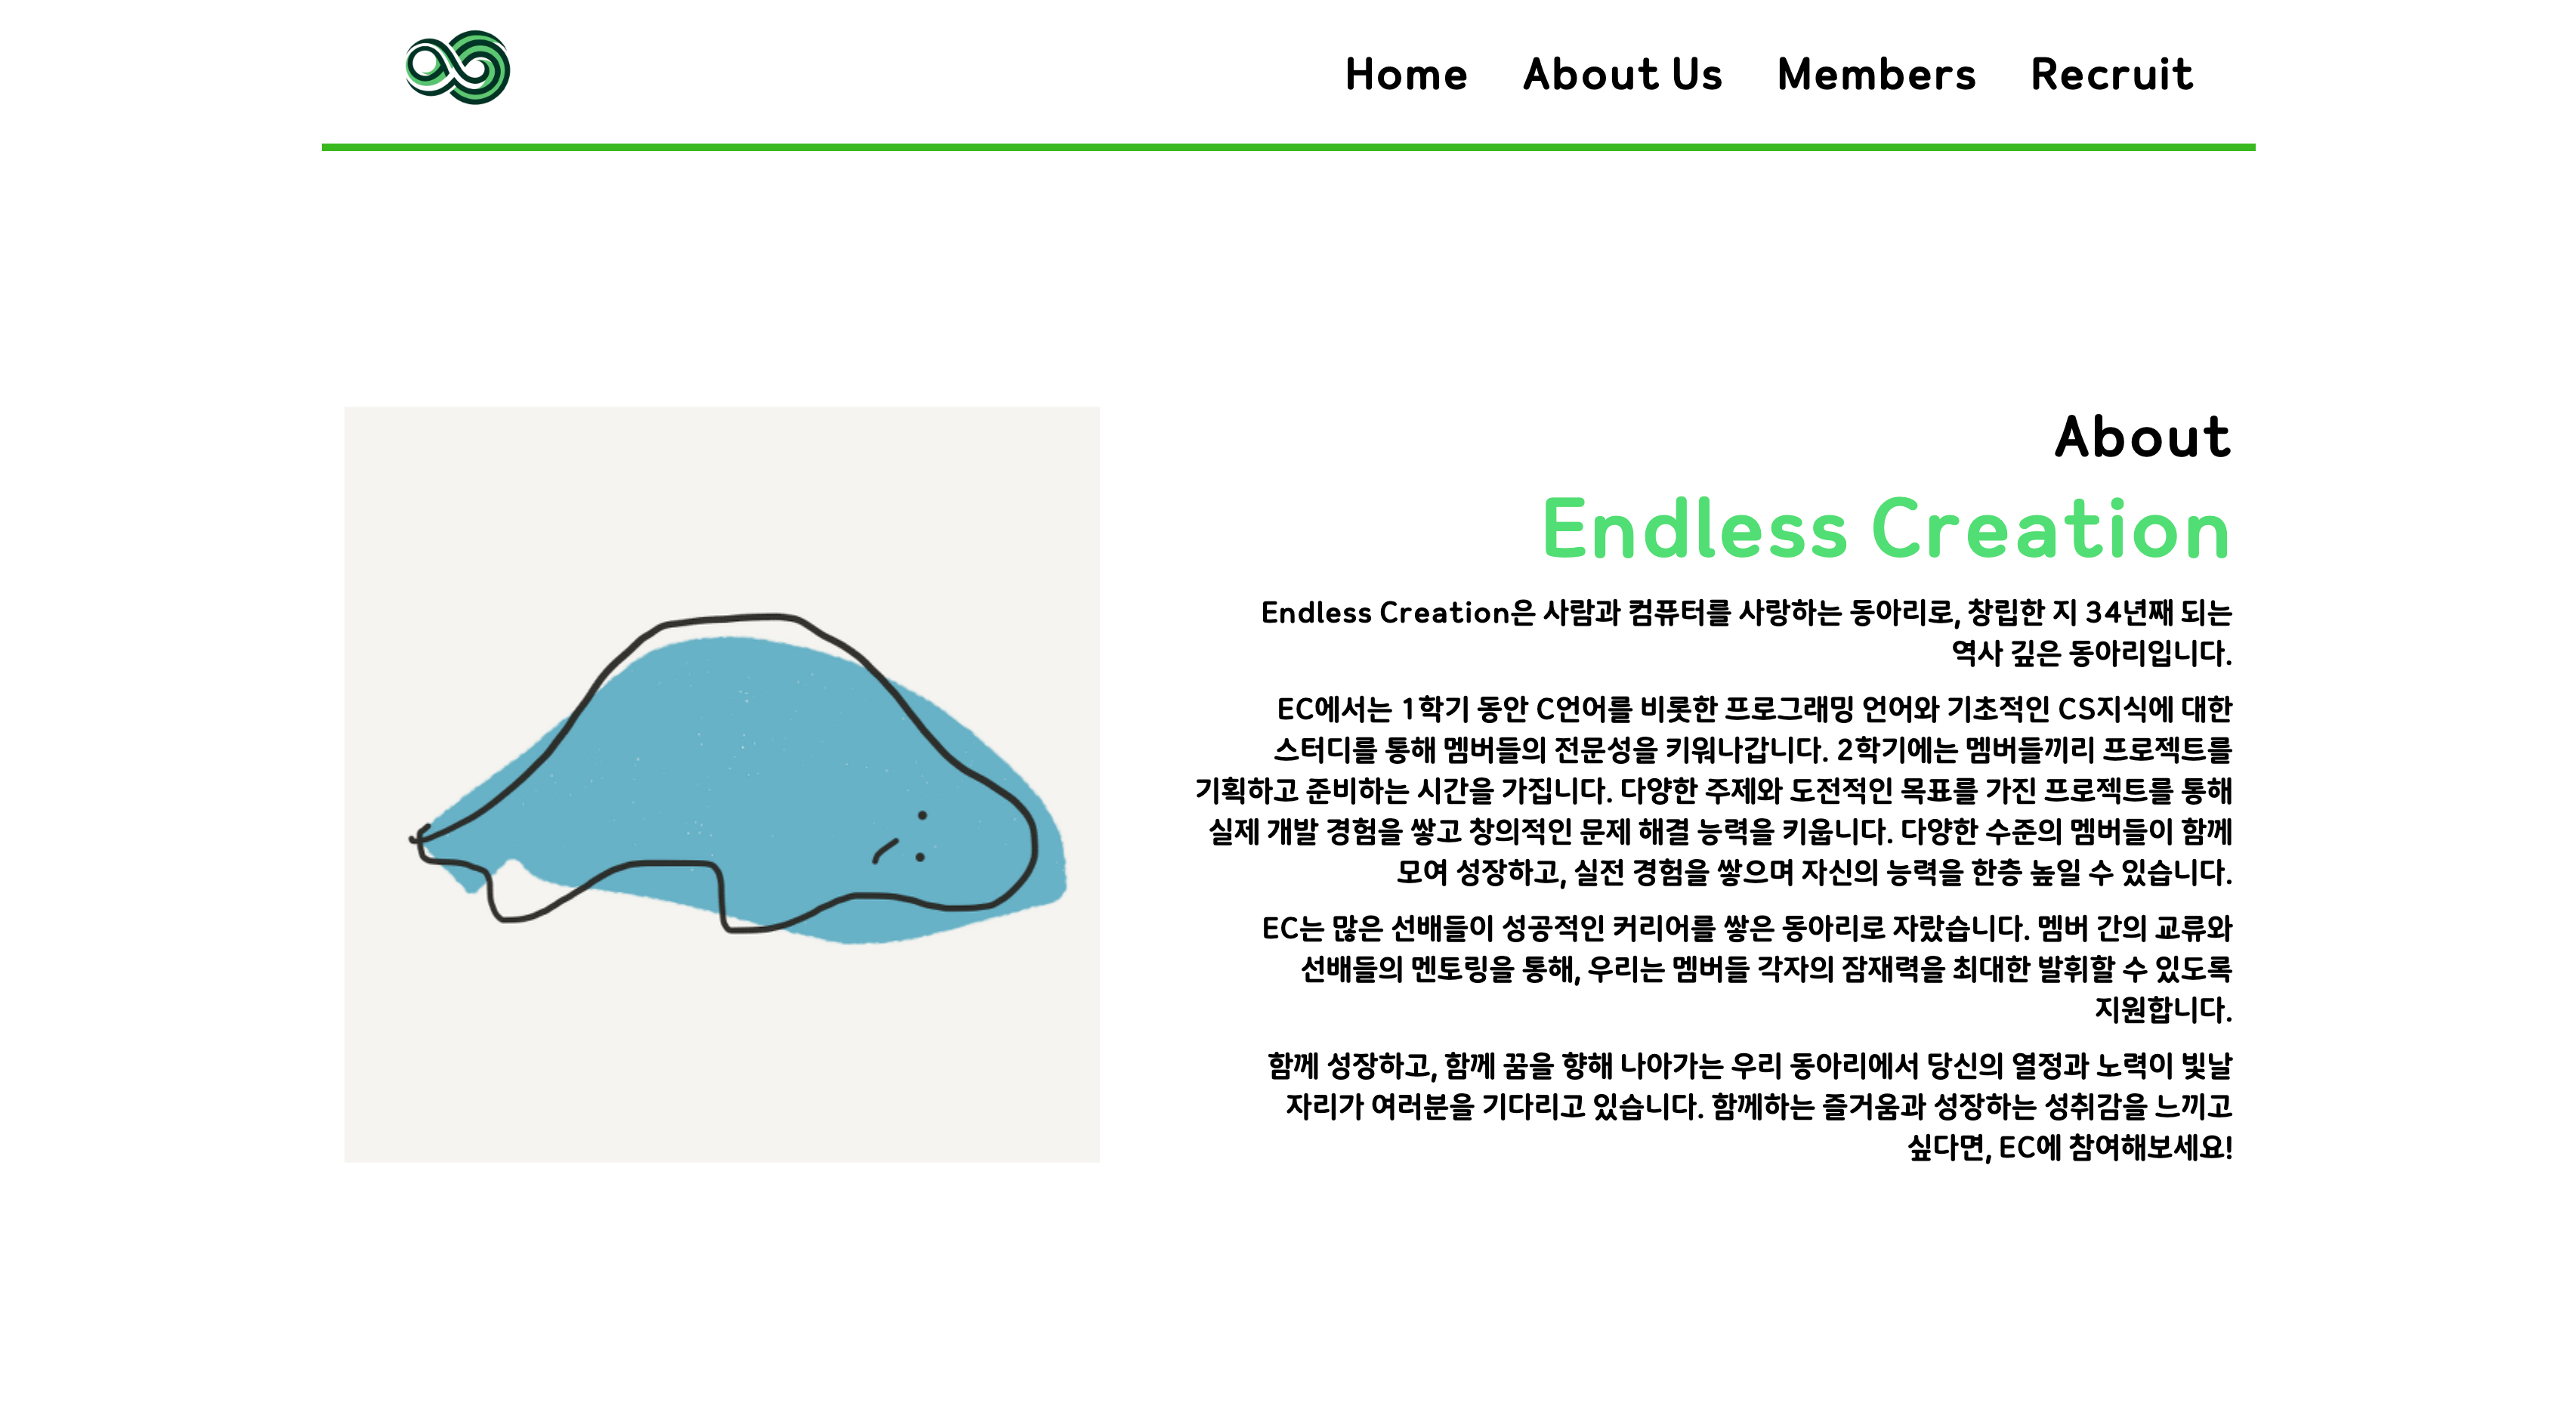 Home About Us Members Recruit
About
Endless Creation
Endless Creation은 사람과 컴퓨터를 사랑하는 동아리로, 창립한 지 34년째 되는
역사 깊은 동아리입니다.
EC에서는 1학기 동안 C언어를 비롯한 프로그래밍 언어와 기초적인 CS지식에 대한
스터디를 통해 멤버들의 전문성을 키워나갑니다. 2학기에는 멤버들끼리 프로젝트를
기획하고 준비하는 시간을 가집니다. 다양한 주제와 도전적인 목표를 가진 프로젝트를 통해
실제 개발 경험을 쌓고 창의적인 문제 해결 능력을 키웁니다. 다양한 수준의 멤버들이 함께
모여 성장하고, 실전 경험을 쌓으며 자신의 능력을 한층 높일 수 있습니다.
EC는 많은 선배들이 성공적인 커리어를 쌓은 동아리로 자랐습니다. 멤버 간의 교류와
선배들의 멘토링을 통해, 우리는 멤버들 각자의 잠재력을 최대한 발휘할 수 있도록
지원합니다.
함께 성장하고, 함께 꿈을 향해 나아가는 우리 동아리에서 당신의 열정과 노력이 빛날
자리가 여러분을 기다리고 있습니다. 함께하는 즐거움과 성장하는 성취감을 느끼고
싶다면, EC에 참여해보세요!